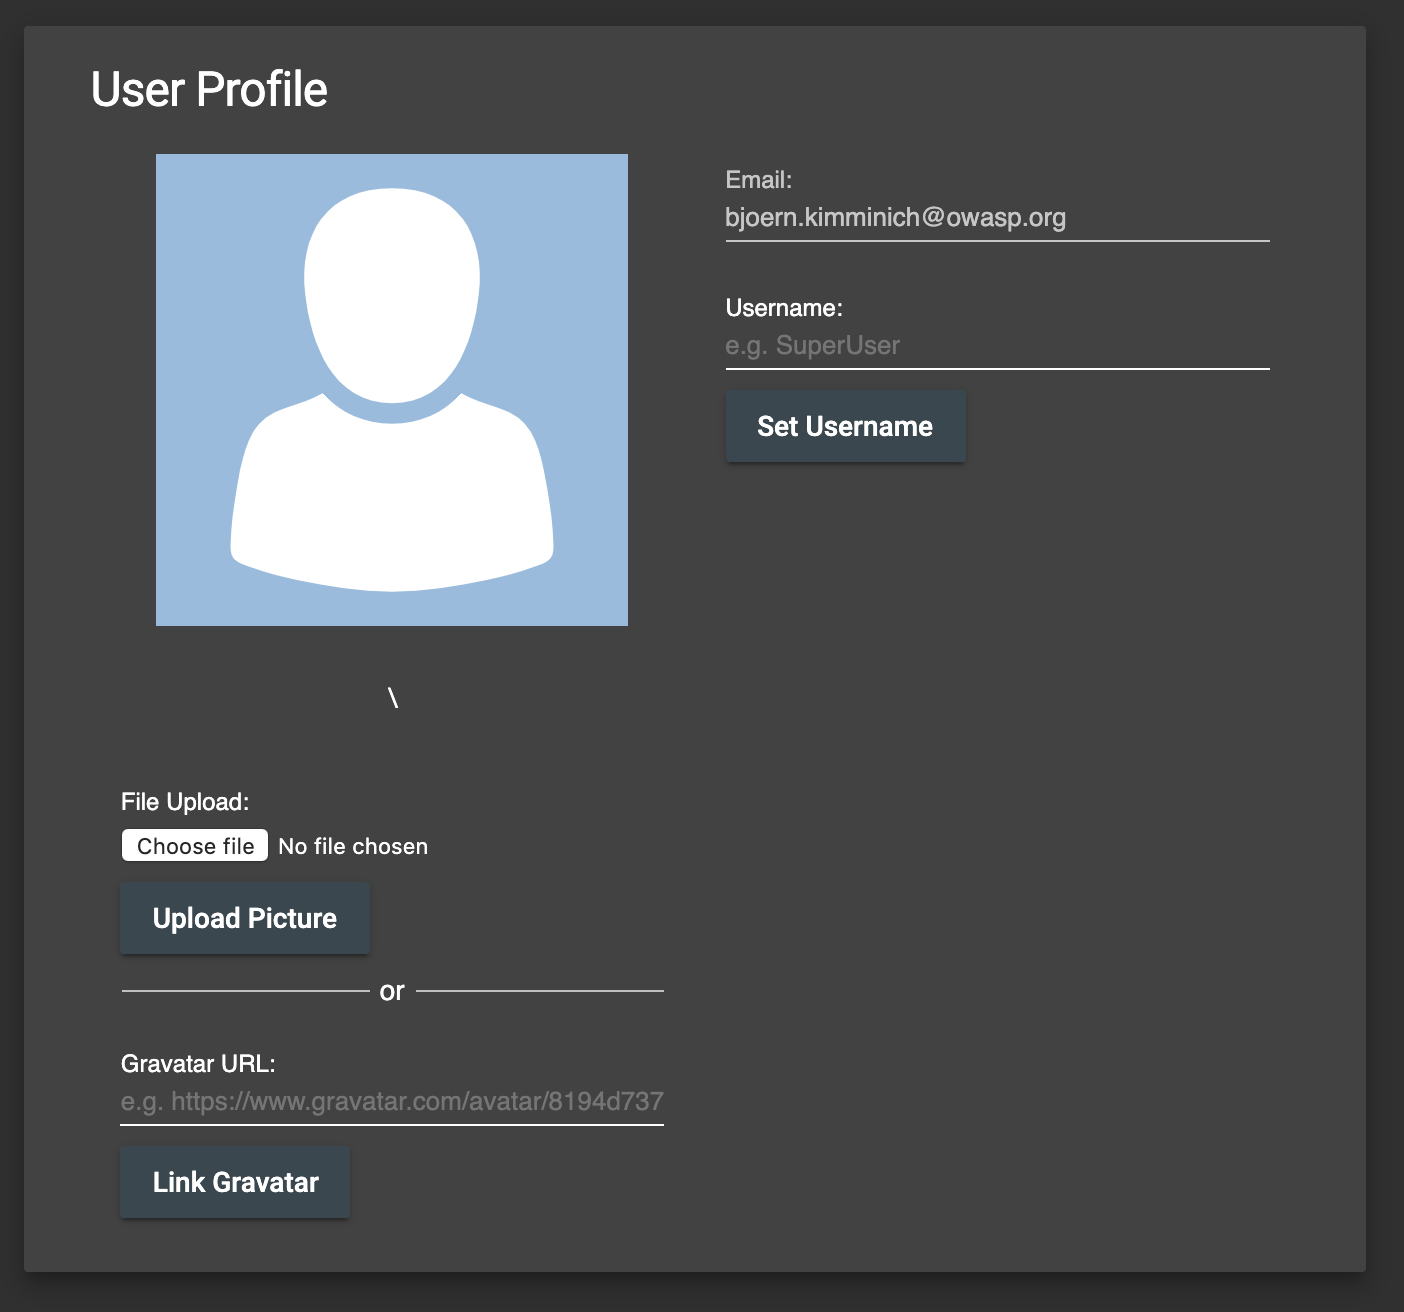 User Profile
Email:
bjoern.kimminich@owasp.org
Username:
e.g. SuperUser
Set Username
\
File Upload:
Choose file No file chosen
Upload Picture
or
Gravatar URL:
e.g. https://www.gravatar.com/avatar/8194d737
Link Gravatar